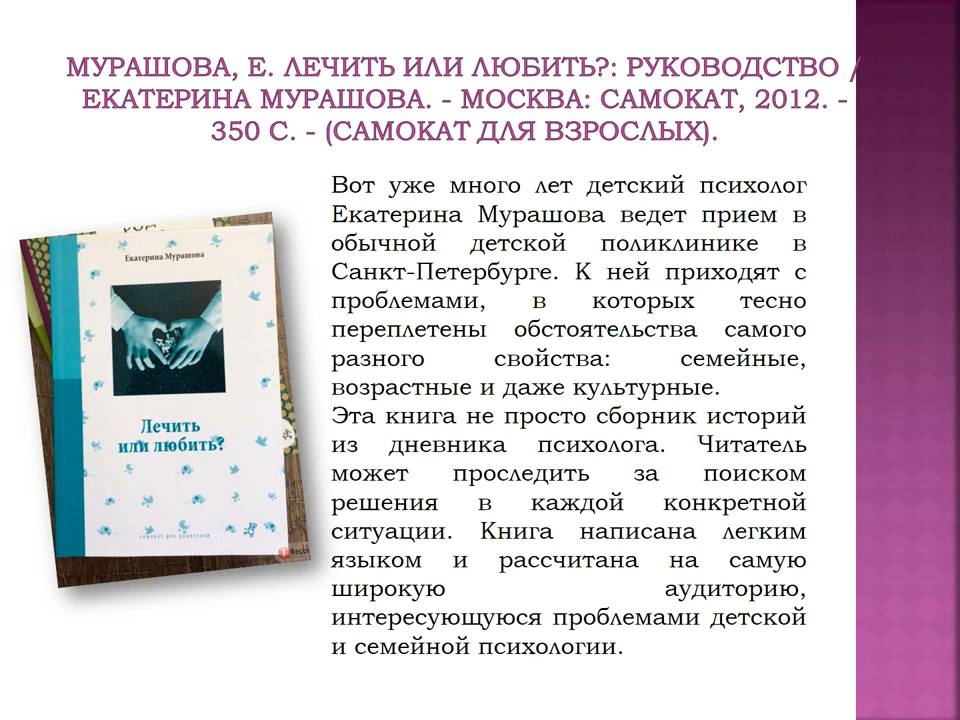 МУРАШОВА, Е. ЛЕЧИТЬ ИЛИ ЛЮБИТЬ?: РУКОВОДСТВО /
ЕКАТЕРИНА МУРАШОВА. - МОСКВА: САМОКАТ, 2012. -
350 С. - (САМОКАТ ДЛЯ ВЗРОСЛЫХ).
Вот уже много лет детский психолог
Екатерина Мурашова ведет прием в
обычной детской поликлинике в
Санкт-Петербурге. К ней приходят с
проблемами, в которых тесно
переплетены обстоятельства самого
разного свойства: семейные,
возрастные и даже культурные.
Эта книга не просто сборник историй
из дневника психолога. Читатель
может проследить за поиском
решения в каждой конкретной
ситуации. Книга написана легким
языком и рассчитана на самую
широкую аудиторию,
интересующуюся проблемами детской
и семейной психологии.
Екатерина Мурашова
Лечить
или любить?
самокат для родителей